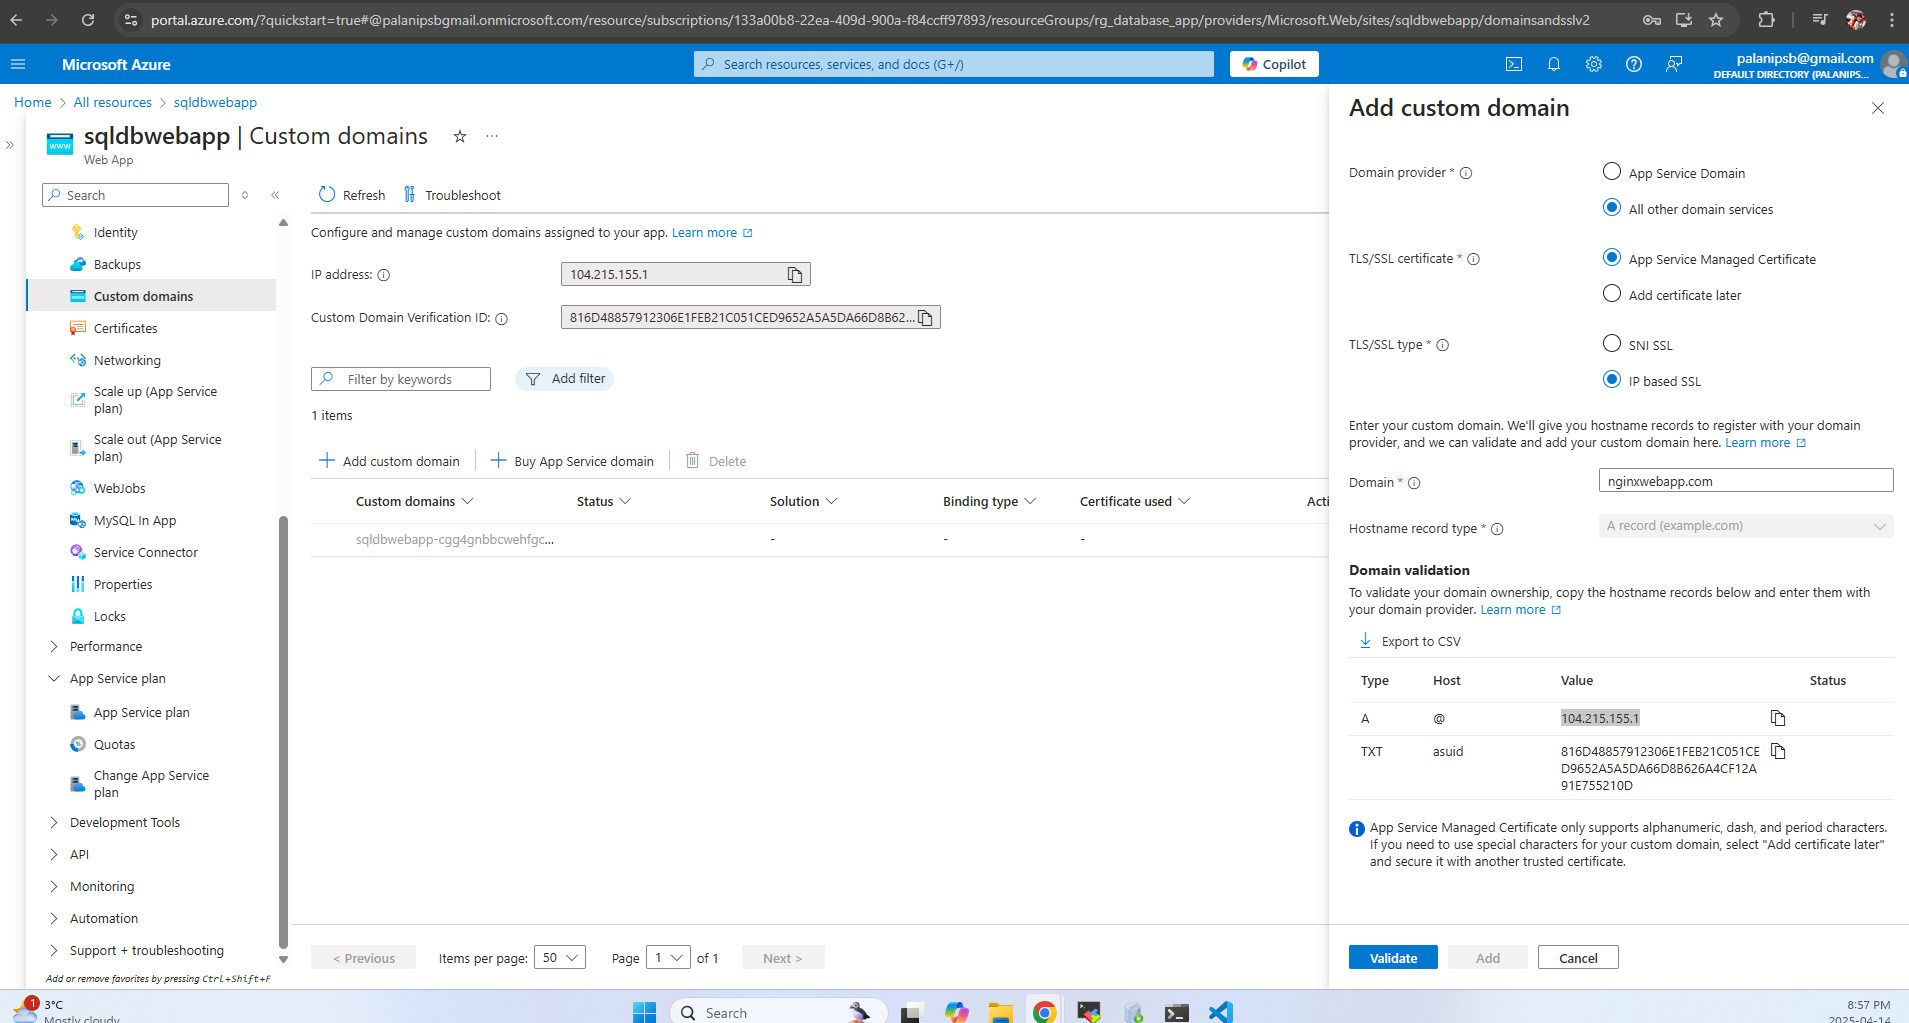 portal.azure.com/?quickstart=true#@palanipsbgmail.onmicrosoft.com/resource/subscriptions/133a00b8-22ea-409d-900a-f84ccff97893/resourceGroups/rg_database_app/providers/Microsoft.Web/sites/sqldbwebapp/domainsandsslv2
Microsoft Azure
Search resources, services, and docs (G+/)
Copilot
palanipsb@gmail.com
DEFAULT DIRECTORY (PALANIPS...
Home > All resources > sqldbwebapp
sqldbwebapp | Custom domains
Web App
Search
Identity
Backups
Custom domains
Certificates
Networking
Scale up (App Service
plan)
Scale out (App Service
plan)
WebJobs
MySQL In App
Service Connector
Properties
Locks
Performance
App Service plan
App Service plan
Quotas
Change App Service
plan
Development Tools
API
Monitoring
Automation
Support + troubleshooting
Add or remove favorites by pressing Ctrl+Shift+F
Refresh
Troubleshoot
Configure and manage custom domains assigned to your app. Learn more
IP address:
104.215.155.1
Custom Domain Verification ID:
816D48857912306E1FEB21C051CED9652A5A5DA66D8B62...
Filter by keywords
Add filter
1 items
Add custom domain
Buy App Service domain
Delete
Custom domains
Status
Solution
Binding type
Certificate used
Acti
sqldbwebapp-cgg4gnbbcwehfgc...
-
-
-
< Previous
Items per page:
50
Page
1
of 1
Next >
Add custom domain
Domain provider *
App Service Domain
All other domain services
TLS/SSL certificate *
App Service Managed Certificate
Add certificate later
TLS/SSL type *
SNI SSL
IP based SSL
Enter your custom domain. We'll give you hostname records to register with your domain
provider, and we can validate and add your custom domain here. Learn more
Domain *
nginxwebapp.com
Hostname record type *
A record (example.com)
Domain validation
To validate your domain ownership, copy the hostname records below and enter them with
your domain provider. Learn more
Export to CSV
Type
Host
Value
Status
A
@
104.215.155.1
TXT
asuid
816D48857912306E1FEB21C051CE
D9652A5A5DA66D8B626A4CF12A
91E755210D
App Service Managed Certificate only supports alphanumeric, dash, and period characters.
If you need to use special characters for your custom domain, select "Add certificate later"
and secure it with another trusted certificate.
Validate
Add
Cancel
1
3°C
Mostly cloudy
Search
8:57 PM
2025-04-14